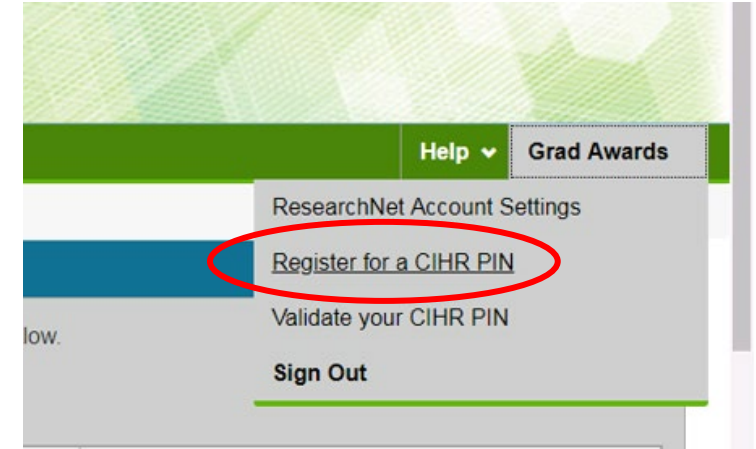 Help Grad Awards
ResearchNet Account Settings
Register for a CIHR PIN
Validate your CIHR PIN
low.
Sign Out